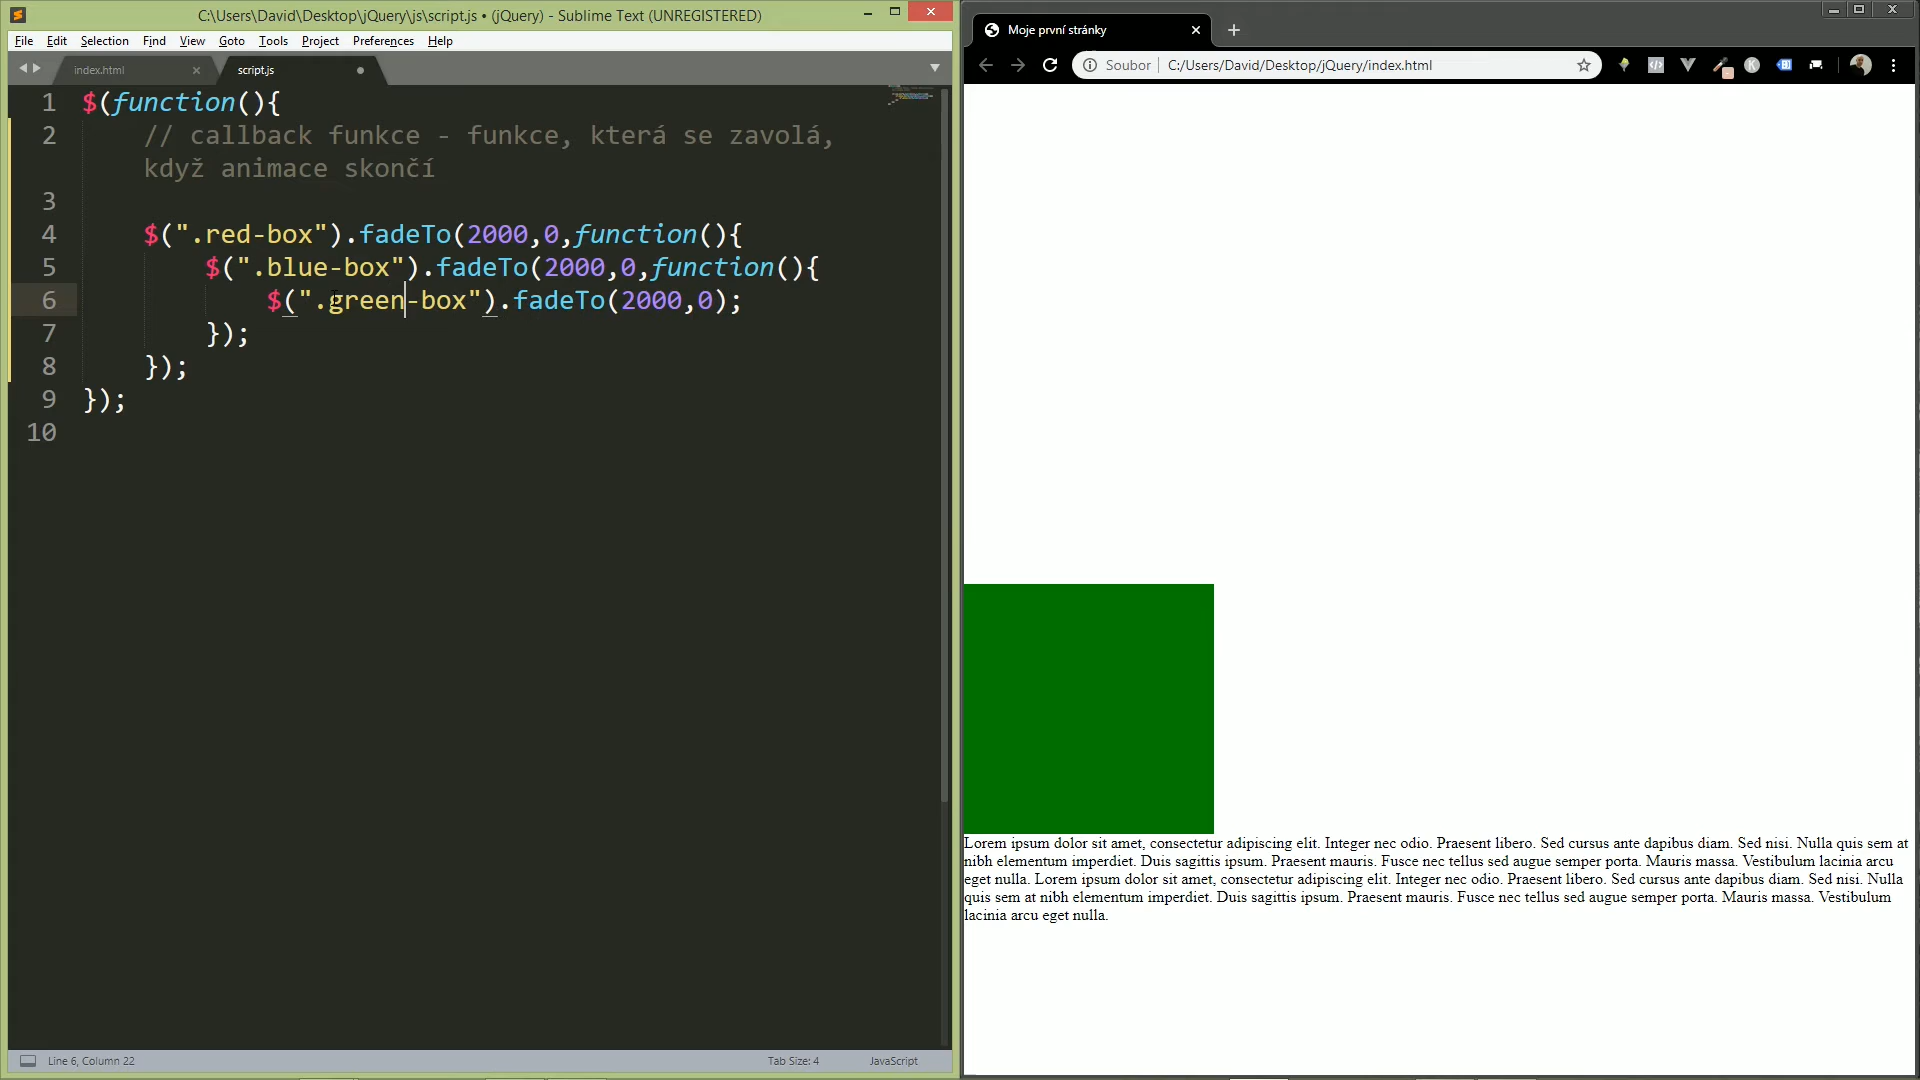 C:\Users\David\Desktop\jQuery\js\script.js • (jQuery) - Sublime Text (UNREGISTERED)
File Edit Selection Find View Goto Tools Project Preferences Help
index.html script.js
1 $(function(){
2 // callback funkce - funkce, která se zavolá,
když animace skončí
3
4 $(".red-box").fadeTo(2000,0,function(){
5 $(".blue-box").fadeTo(2000,0,function(){
6 $(".green-box").fadeTo(2000,0);
7 });
8 });
9 });
10
Line 6, Column 22 Tab Size: 4 JavaScript
Moje první stránky
Soubor C:/Users/David/Desktop/jQuery/index.html
Lorem ipsum dolor sit amet, consectetur adipiscing elit. Integer nec odio. Praesent libero. Sed cursus ante dapibus diam. Sed nisi. Nulla quis sem at
nibh elementum imperdiet. Duis sagittis ipsum. Praesent mauris. Fusce nec tellus sed augue semper porta. Mauris massa. Vestibulum lacinia arcu
eget nulla. Lorem ipsum dolor sit amet, consectetur adipiscing elit. Integer nec odio. Praesent libero. Sed cursus ante dapibus diam. Sed nisi. Nulla
quis sem at nibh elementum imperdiet. Duis sagittis ipsum. Praesent mauris. Fusce nec tellus sed augue semper porta. Mauris massa. Vestibulum
lacinia arcu eget nulla.